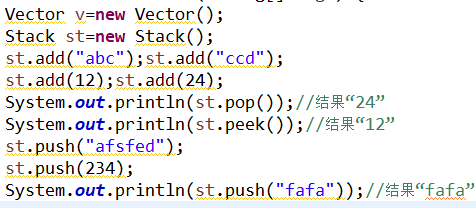 Vector v=new Vector();
Stack st=new Stack();
st.add("abc");st.add("ccd");
st.add(12);st.add(24);
System.out.println(st.pop());//结果“24”
System.out.println(st.peek());//结果“12”
st.push("afsfed");
st.push(234);
System.out.println(st.push("fafa"));//结果“fafa”